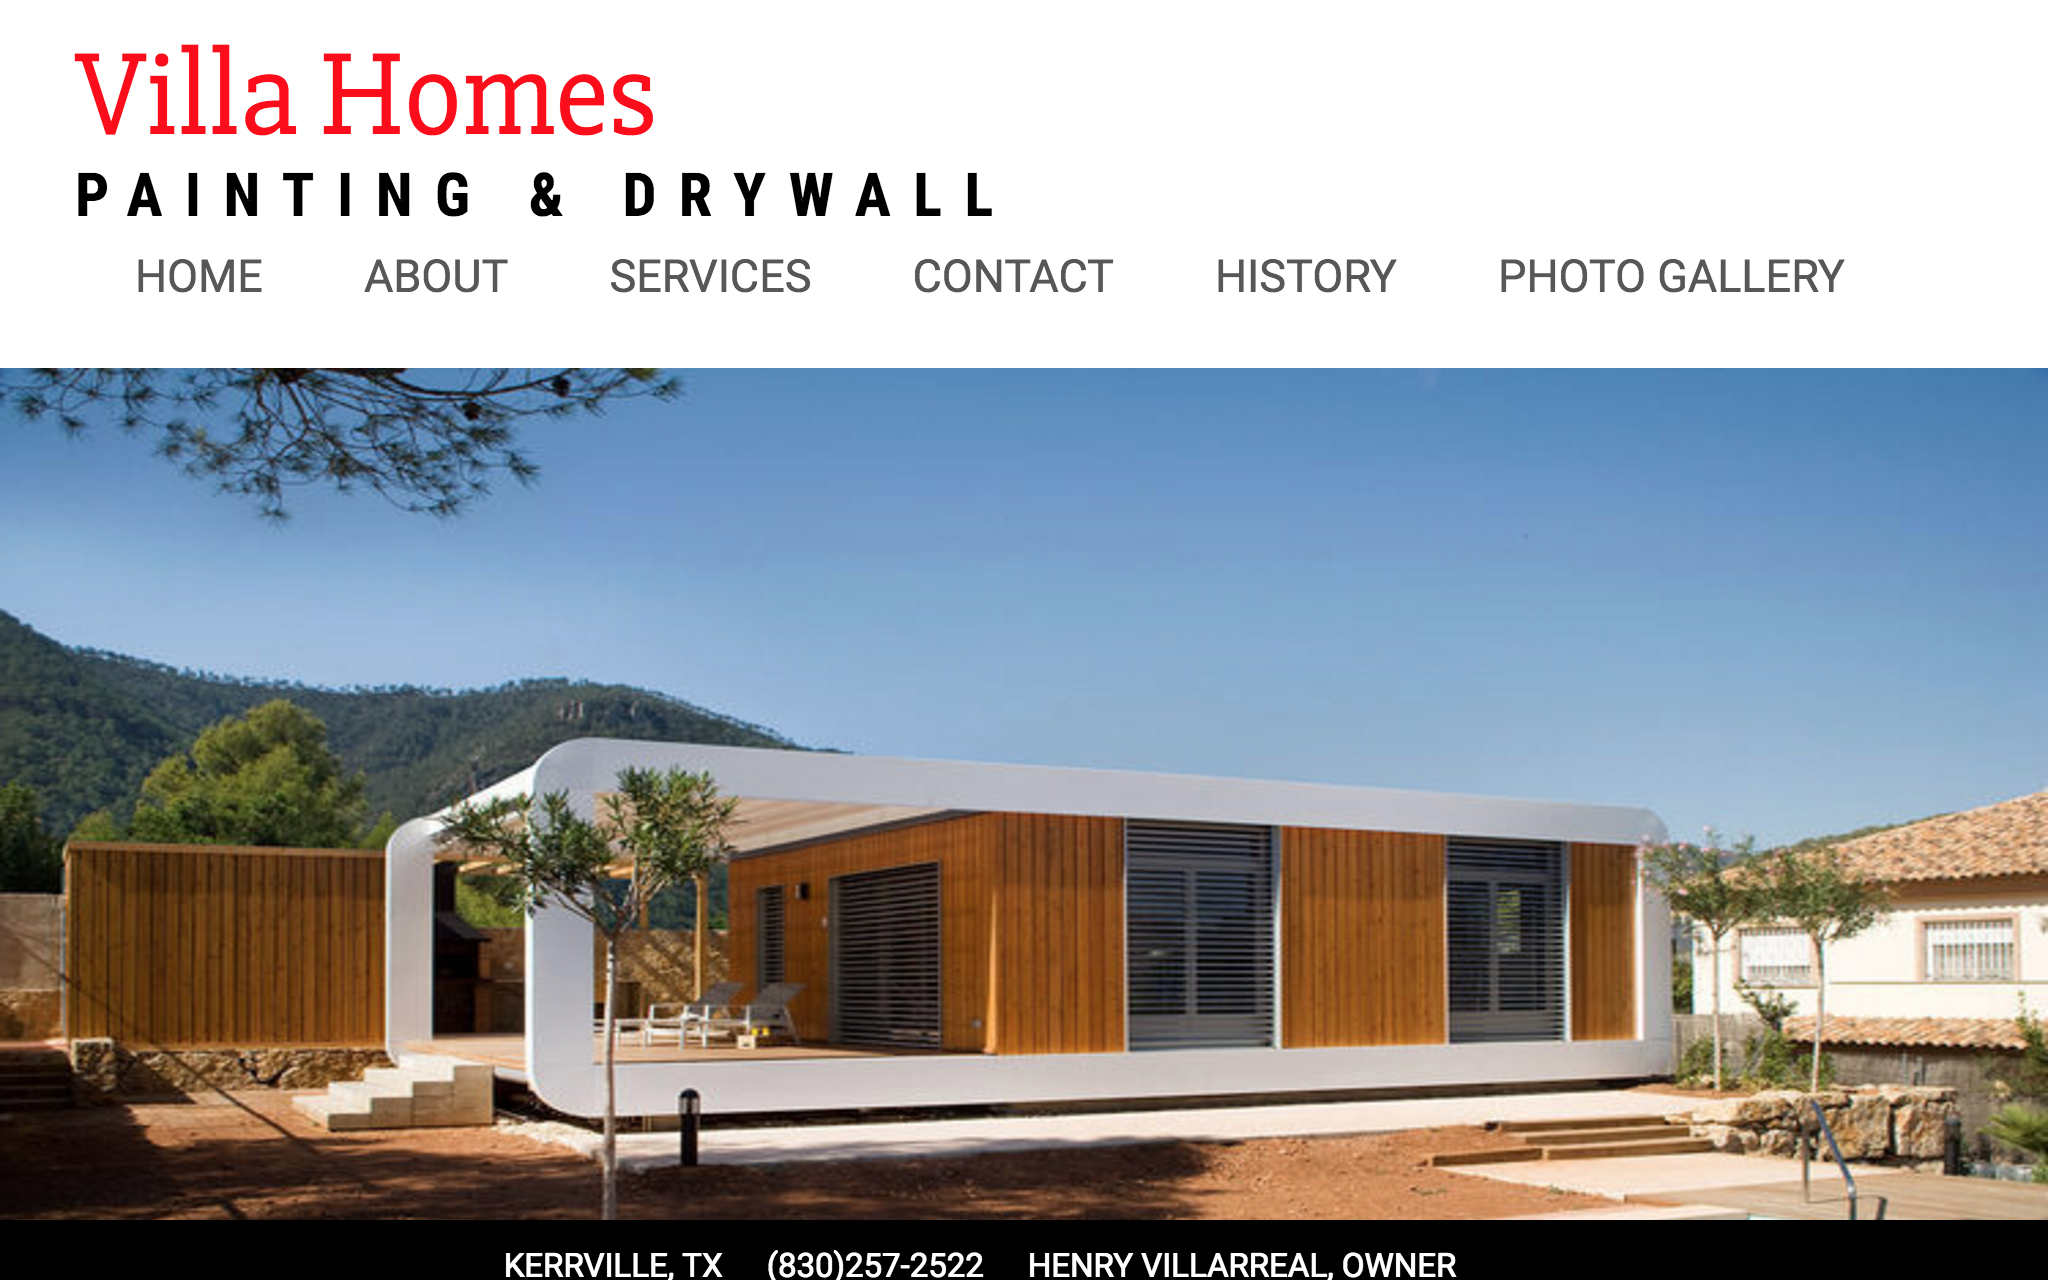 Villa Homes
PAINTING & DRYWALL
HOME ABOUT SERVICES CONTACT HISTORY PHOTO GALLERY
KERRVILLE, TX (830)257-2522 HENRY VILLARREAL, OWNER